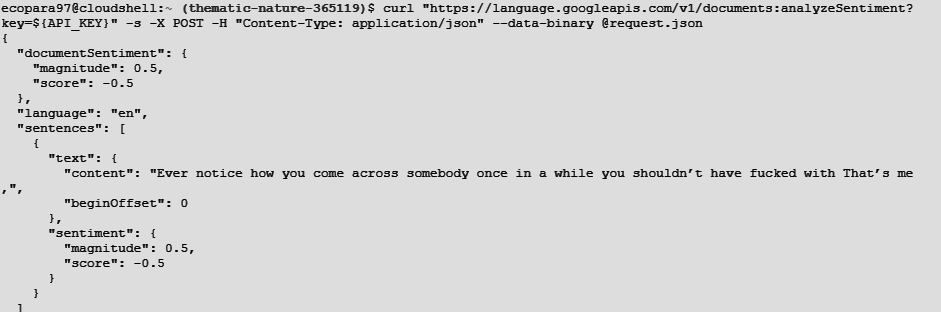 ecopara97@cloudshell:~ (thematic-nature-365119)$ curl "https://language.googleapis.com/v1/documents:analyzeSentiment?
key=${API_KEY}" -s -X POST -H "Content-Type: application/json" --data-binary @request.json
{
  "documentSentiment": {
    "magnitude": 0.5,
    "score": -0.5
  },
  "language": "en",
  "sentences": [
    {
      "text": {
        "content": "Ever notice how you come across somebody once in a while you shouldn’t have fucked with That’s me
,",
        "beginOffset": 0
      },
      "sentiment": {
        "magnitude": 0.5,
        "score": -0.5
      }
    }
  ]